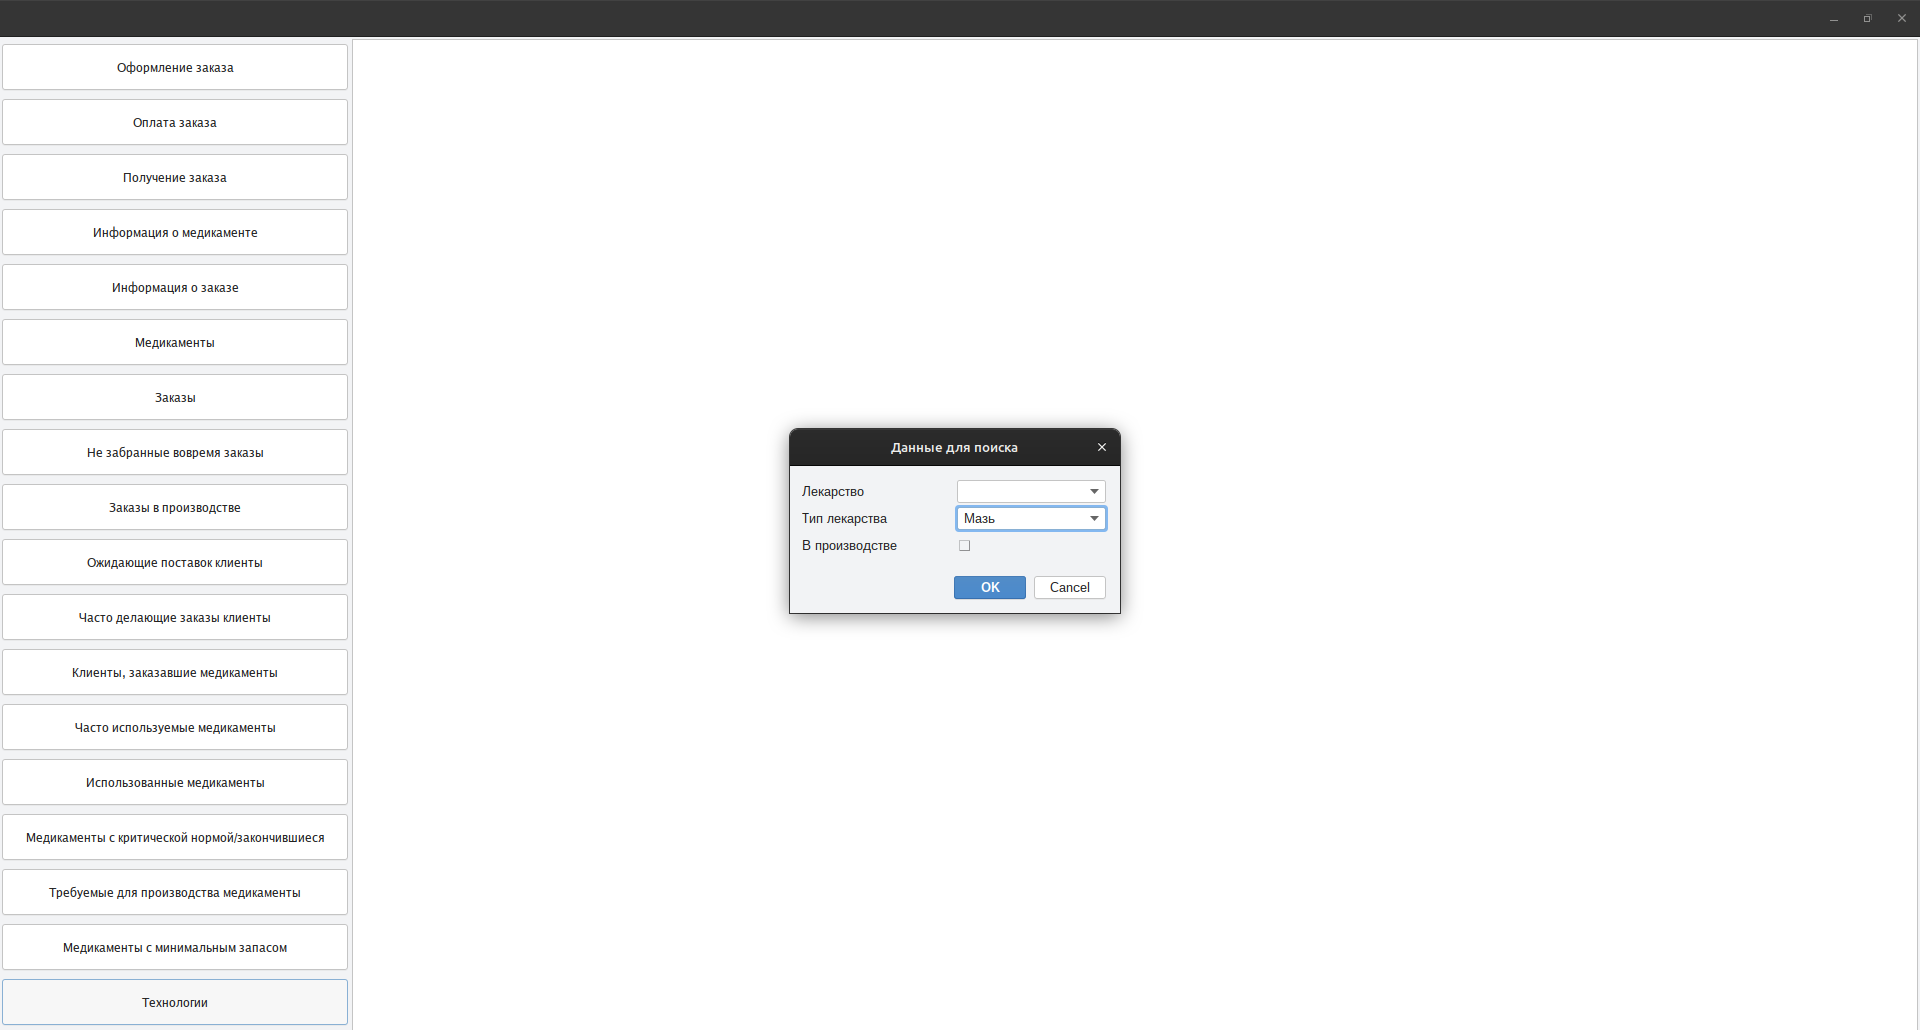 Оформление заказа
Оплата заказа
Получение заказа
Информация о медикаменте
Информация о заказе
Медикаменты
Заказы
Не забранные вовремя заказы
Заказы в производстве
Ожидающие поставок клиенты
Часто делающие заказы клиенты
Клиенты, заказавшие медикаменты
Часто используемые медикаменты
Использованные медикаменты
Медикаменты с критической нормой/закончившиеся
Требуемые для производства медикаменты
Медикаменты с минимальным запасом
Технологии
Данные для поиска
Лекарство
Тип лекарства Мазь
В производстве
OK Cancel